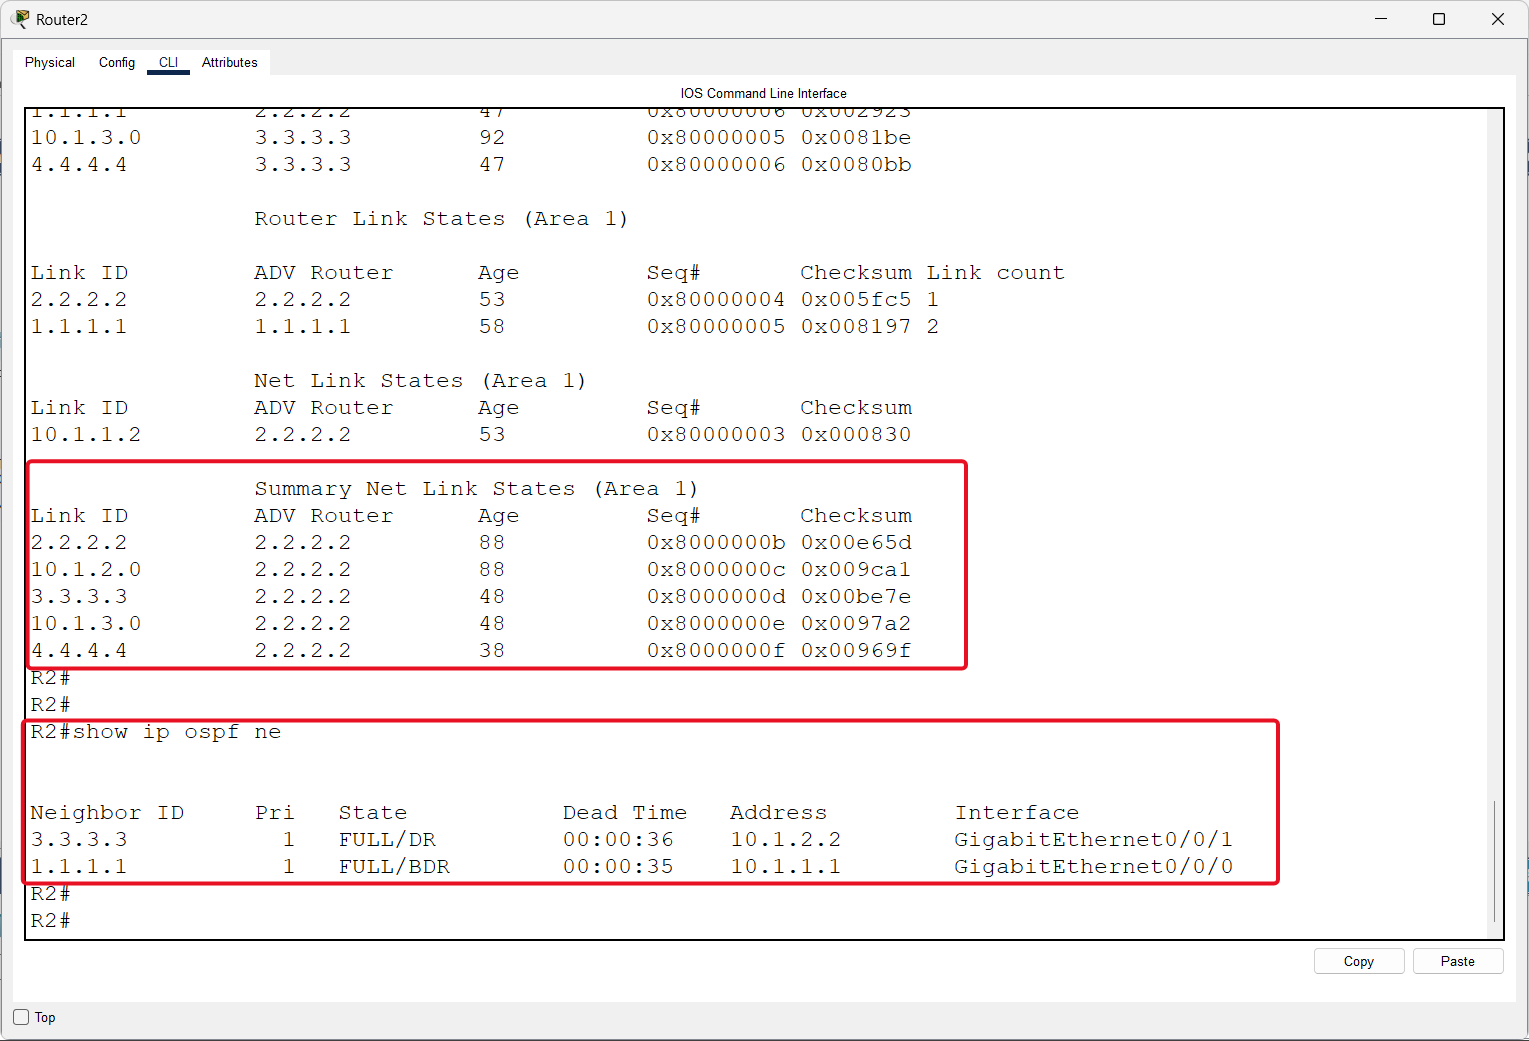 Router2
Physical Config CLI Attributes
IOS Command Line Interface
1.1.1.1 2.2.2.2 47 0x80000006 0x002923
10.1.3.0 3.3.3.3 92 0x80000005 0x0081be
4.4.4.4 3.3.3.3 47 0x80000006 0x0080bb
Router Link States (Area 1)
Link ID ADV Router Age Seq# Checksum Link count
2.2.2.2 2.2.2.2 53 0x80000004 0x005fc5 1
1.1.1.1 1.1.1.1 58 0x80000005 0x008197 2
Net Link States (Area 1)
Link ID ADV Router Age Seq# Checksum
10.1.1.2 2.2.2.2 53 0x80000003 0x000830
Summary Net Link States (Area 1)
Link ID ADV Router Age Seq# Checksum
2.2.2.2 2.2.2.2 88 0x8000000b 0x00e65d
10.1.2.0 2.2.2.2 88 0x8000000c 0x009ca1
3.3.3.3 2.2.2.2 48 0x8000000d 0x00be7e
10.1.3.0 2.2.2.2 48 0x8000000e 0x0097a2
4.4.4.4 2.2.2.2 38 0x8000000f 0x00969f
R2#
R2#
R2#show ip ospf ne
Neighbor ID Pri State Dead Time Address Interface
3.3.3.3 1 FULL/DR 00:00:36 10.1.2.2 GigabitEthernet0/0/1
1.1.1.1 1 FULL/BDR 00:00:35 10.1.1.1 GigabitEthernet0/0/0
R2#
R2#
Copy Paste
Top